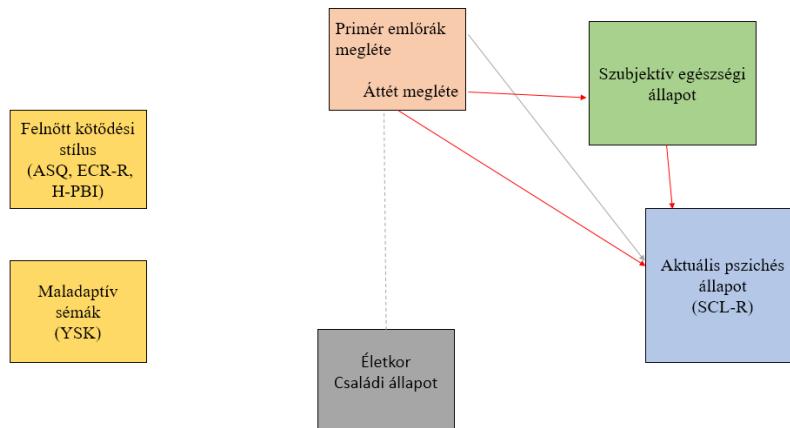 Primér emlőrák
megléte
Áttét megléte
Szubjektív egészségi
állapot
Felnőtt kötődési
stílus
(ASQ, ECR-R,
H-PBI)
Aktuális pszichés
állapot
(SCL-R)
Maladaptív
sémák
(YSK)
Életkor
Családi állapot